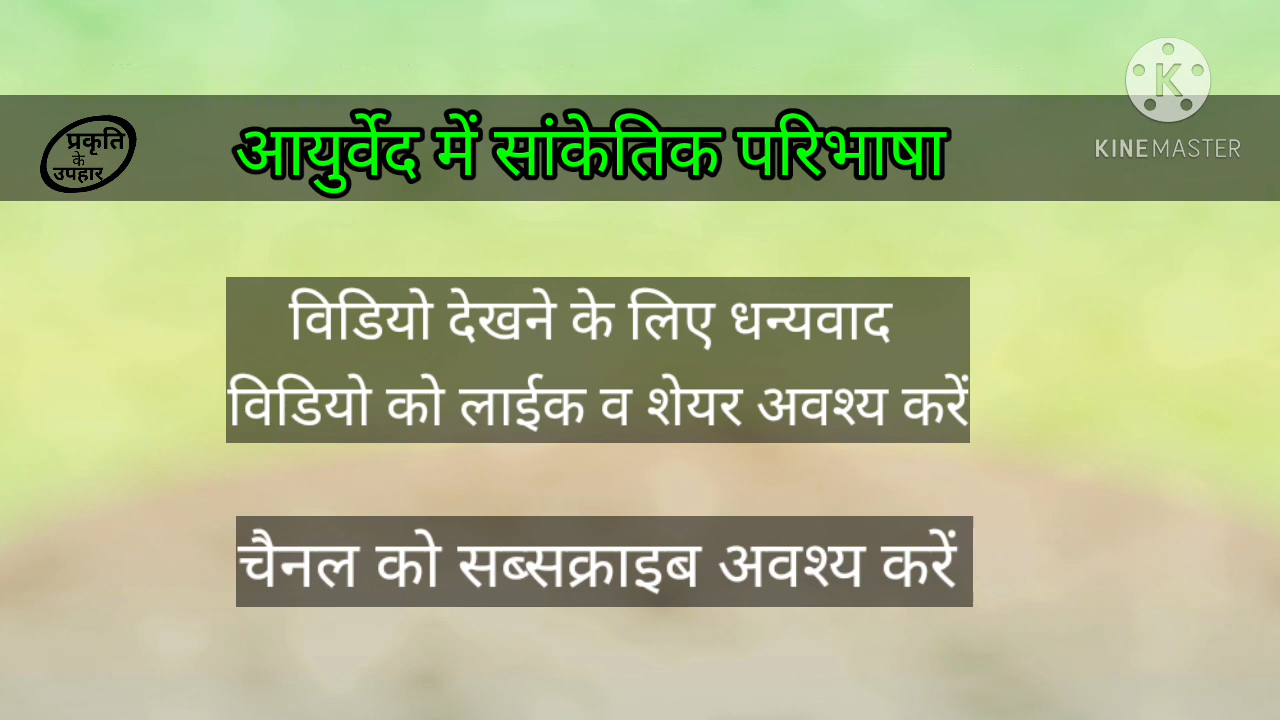 प्रकृति
के
उपहार
आयुर्वेद में सांकेतिक परिभाषा
K
KINEMASTER
विडियो देखने के लिए धन्यवाद
विडियो को लाईक व शेयर अवश्य करें
चैनल को सब्सक्राइब अवश्य करें